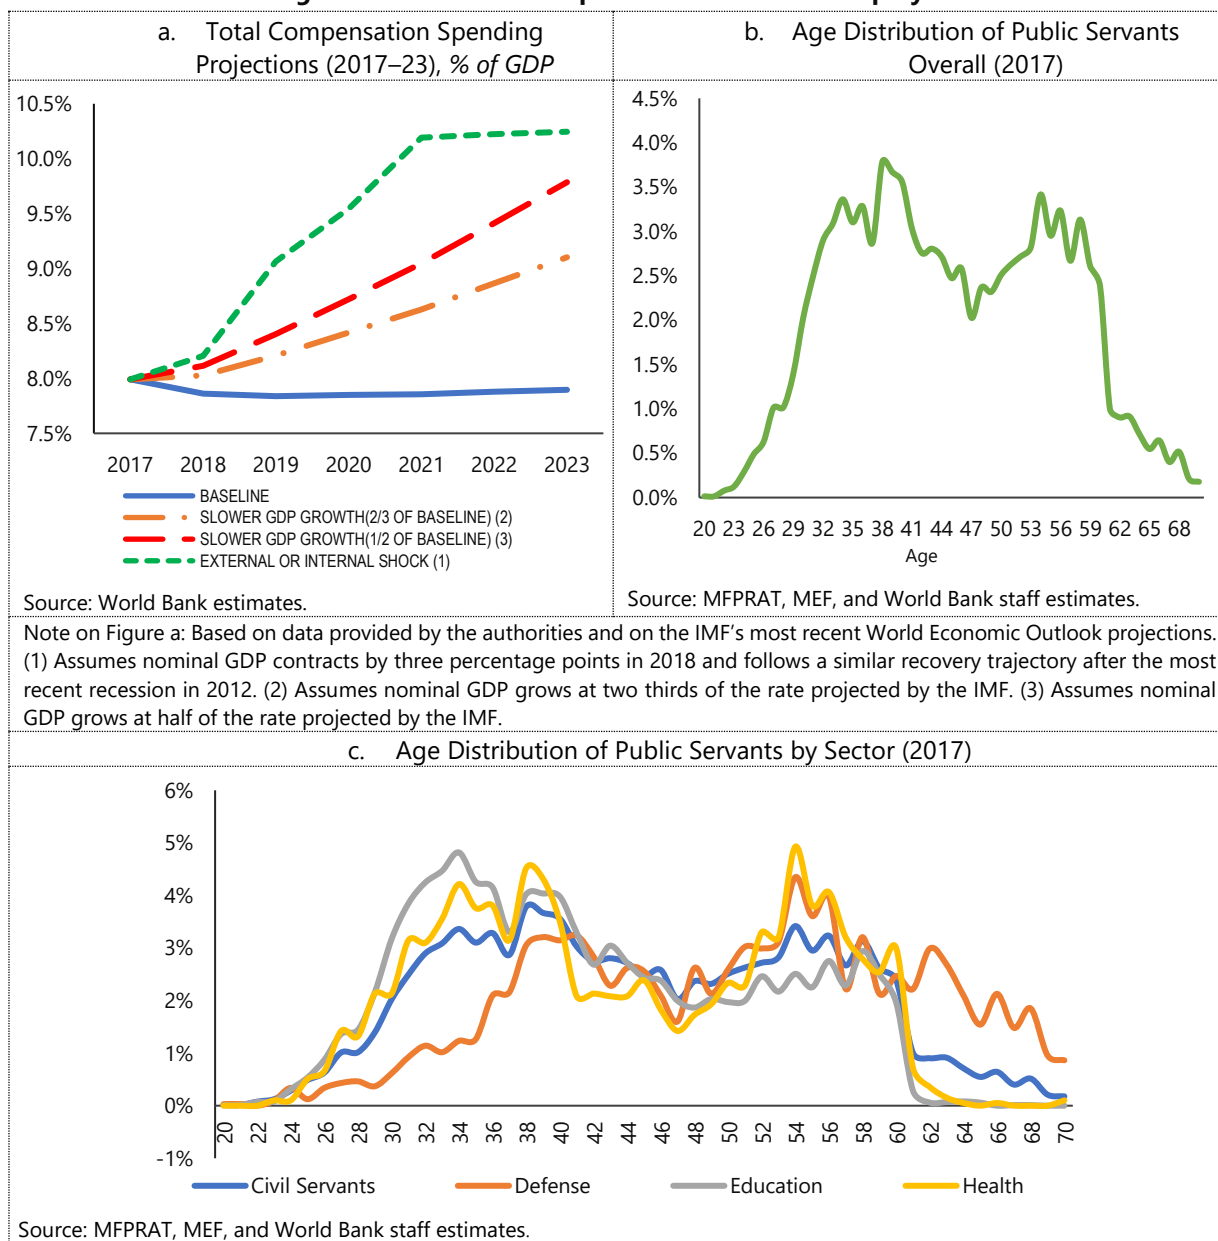 a. Total Compensation Spending
Projections (2017–23), % of GDP
10.5%
10.0%
9.5%
9.0%
8.5%
8.0%
7.5%
2017 2018 2019 2020 2021 2022 2023
BASELINE
SLOWER GDP GROWTH(2/3 OF BASELINE) (2)
SLOWER GDP GROWTH(1/2 OF BASELINE) (3)
EXTERNAL OR INTERNAL SHOCK (1)
Source: World Bank estimates.
b. Age Distribution of Public Servants
Overall (2017)
4.5%
4.0%
3.5%
3.0%
2.5%
2.0%
1.5%
1.0%
0.5%
0.0%
20 23 26 29 32 35 38 41 44 47 50 53 56 59 62 65 68
Age
Source: MFPRAT, MEF, and World Bank staff estimates.
Note on Figure a: Based on data provided by the authorities and on the IMF's most recent World Economic Outlook projections.
(1) Assumes nominal GDP contracts by three percentage points in 2018 and follows a similar recovery trajectory after the most
recent recession in 2012. (2) Assumes nominal GDP grows at two thirds of the rate projected by the IMF. (3) Assumes nominal
GDP grows at half of the rate projected by the IMF.
c. Age Distribution of Public Servants by Sector (2017)
6%
5%
4%
3%
2%
1%
0%
-1%
20 22 24 26 28 30 32 34 36 38 40 42 44 46 48 50 52 54 56 58 60 62 64 66 68 70
Civil Servants Defense Education Health
Source: MFPRAT, MEF, and World Bank staff estimates.